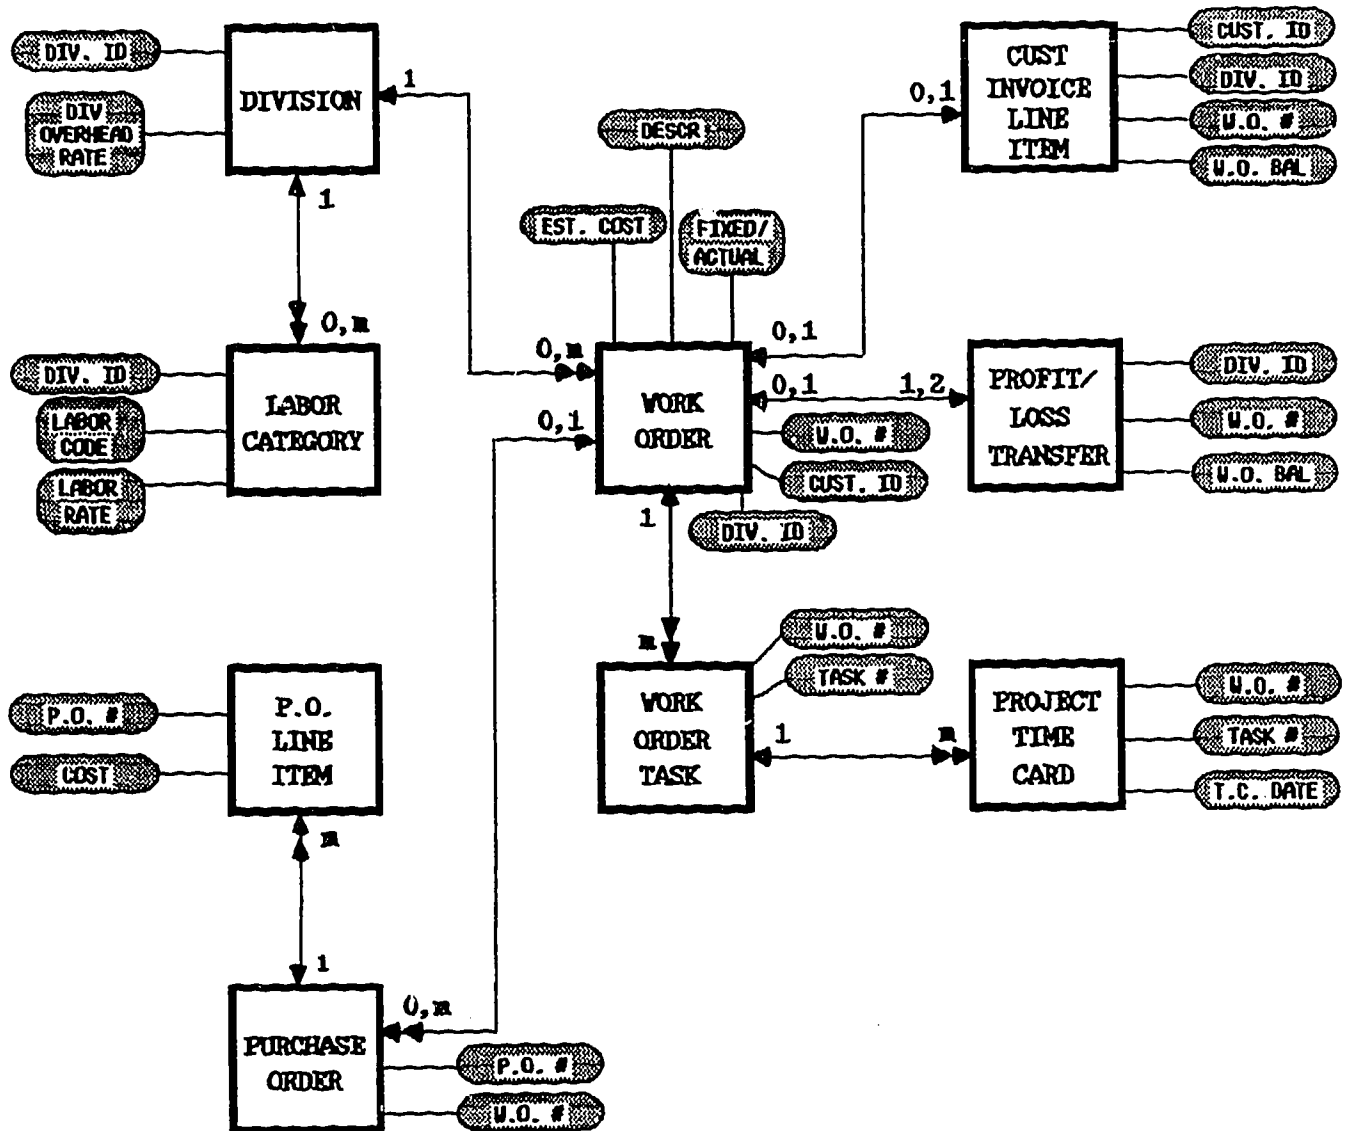 DIV. ID
DIV
OVERHEAD
RATE
DIVISION
1
1
0,m
DIV. ID
LABOR
CODE
LABOR
RATE
LABOR
CATEGORY
DESCR
EST. COST
FIXED/
ACTUAL
0,m
0,1
WORK
ORDER
0,1
0,1
1,2
W.O. #
CUST. ID
DIV. ID
1
m
0,1
CUST
INVOICE
LINE
ITEM
CUST. ID
DIV. ID
W.O. #
W.O. BAL
PROFIT/
LOSS
TRANSFER
DIV. ID
W.O. #
W.O. BAL
W.O. #
TASK #
WORK
ORDER
TASK
1
m
PROJECT
TIME
CARD
W.O. #
TASK #
T.C. DATE
P.O. #
COST
P.O.
LINE
ITEM
m
1
0,m
PURCHASE
ORDER
P.O. #
W.O. #